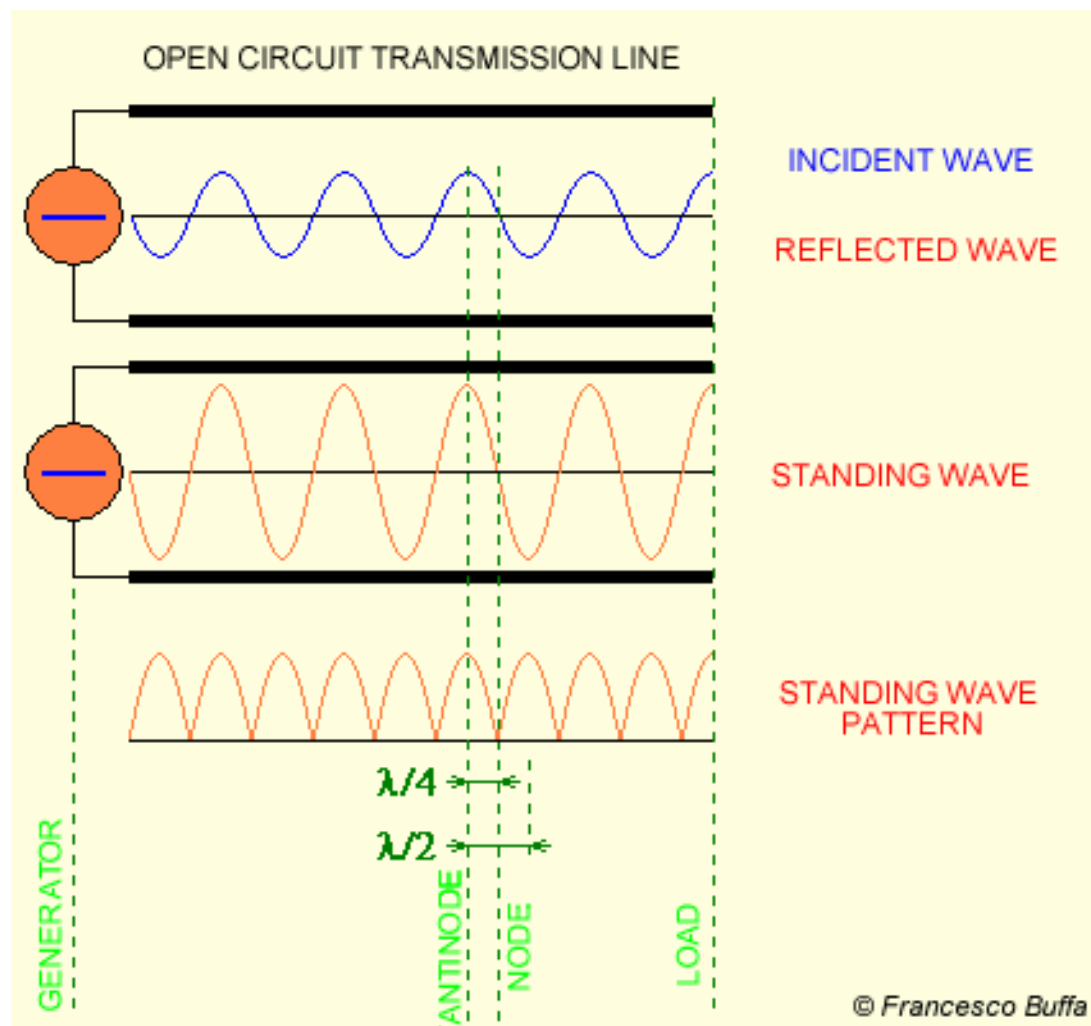 OPEN CIRCUIT TRANSMISSION LINE
INCIDENT WAVE
REFLECTED WAVE
STANDING WAVE
STANDING WAVE
PATTERN
λ/4
λ/2
GENERATOR
ANTINODE
NODE
LOAD
© Francesco Buffa